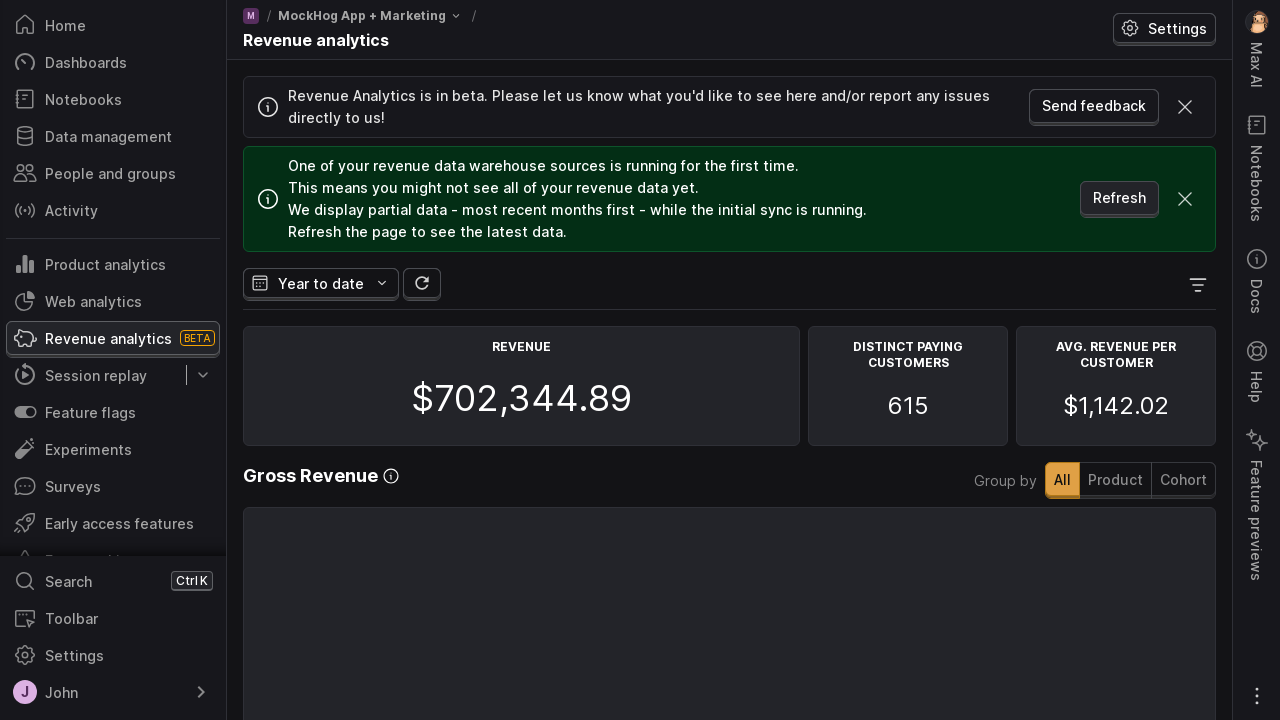 Home
Dashboards
Notebooks
Data management
People and groups
Activity
Product analytics
Web analytics
Revenue analytics BETA
Session replay
Feature flags
Experiments
Surveys
Early access features
Search Ctrl K
Toolbar
Settings
J John
M / MockHog App + Marketing /
Revenue analytics
Settings
Revenue Analytics is in beta. Please let us know what you'd like to see here and/or report any issues
directly to us!
Send feedback
One of your revenue data warehouse sources is running for the first time.
This means you might not see all of your revenue data yet.
We display partial data - most recent months first - while the initial sync is running.
Refresh the page to see the latest data.
Refresh
Year to date
REVENUE
$702,344.89
DISTINCT PAYING
CUSTOMERS
615
AVG. REVENUE PER
CUSTOMER
$1,142.02
Gross Revenue
Group by All Product Cohort
Max AI
Notebooks
Docs
Help
Feature previews